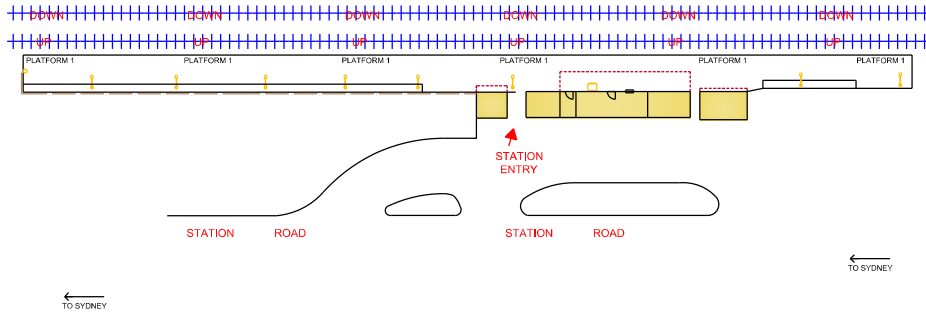 DOWN DOWN DOWN DOWN DOWN DOWN
UP UP UP UP UP UP
PLATFORM 1 PLATFORM 1 PLATFORM 1 PLATFORM 1 PLATFORM 1 PLATFORM 1
STATION
ENTRY
STATION ROAD STATION ROAD
TO SYDNEY
TO SYDNEY